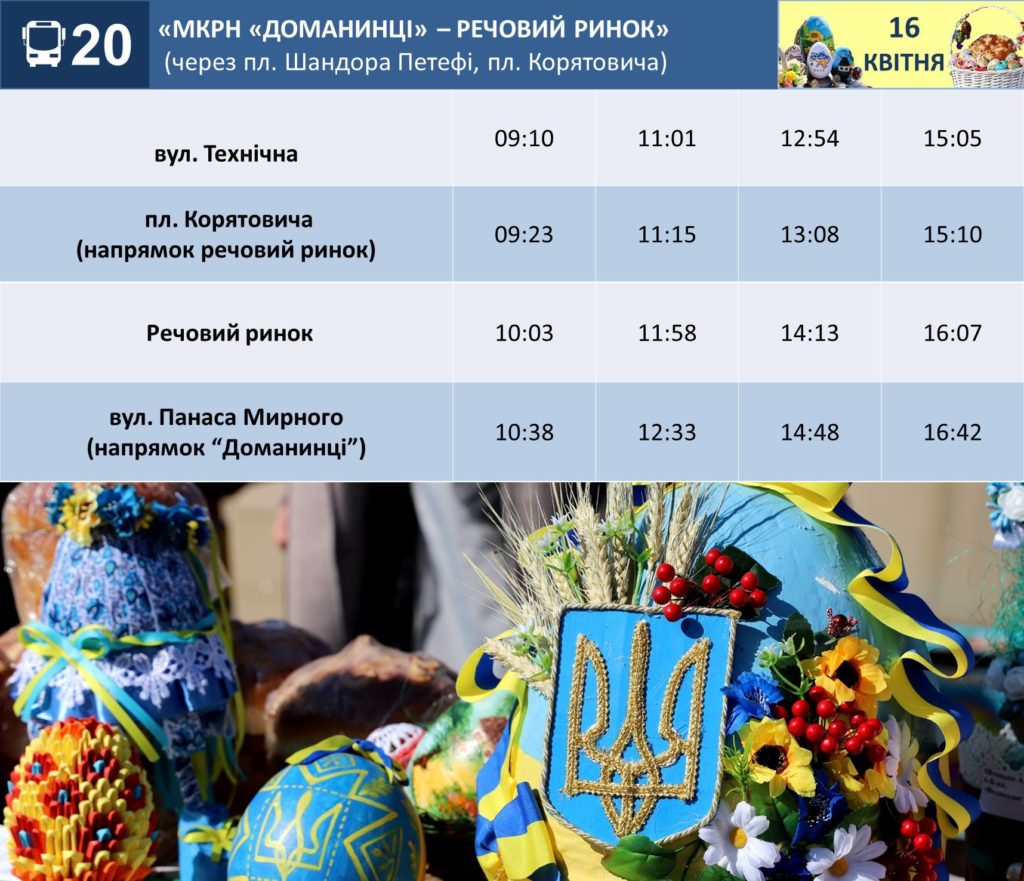 20
«МКРН «ДОМАНИНЦІ» – РЕЧОВИЙ РИНОК»
(через пл. Шандора Петефі, пл. Корятовича)
16
КВІТНЯ
вул. Технічна
09:10 11:01 12:54 15:05
пл. Корятовича
(напрямок речовий ринок)
09:23 11:15 13:08 15:10
Речовий ринок
10:03 11:58 14:13 16:07
вул. Панаса Мирного
(напрямок “Доманинці”)
10:38 12:33 14:48 16:42